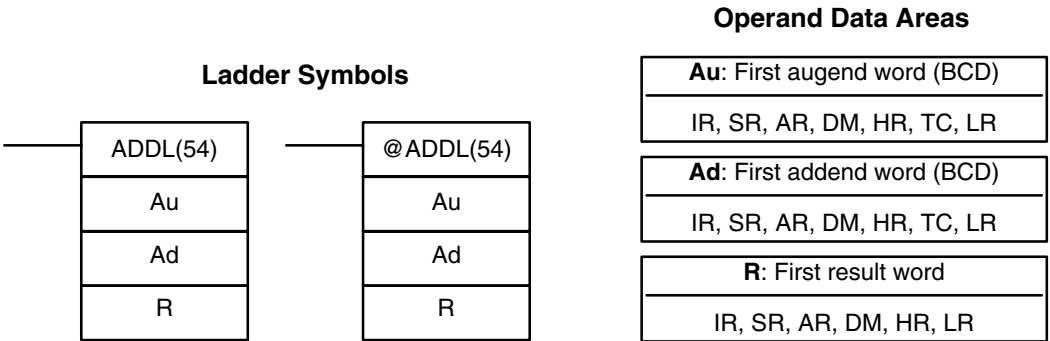 Ladder Symbols
ADDL(54)
Au
Ad
R
@ADDL(54)
Au
Ad
R
Operand Data Areas
Au: First augend word (BCD)
IR, SR, AR, DM, HR, TC, LR
Ad: First addend word (BCD)
IR, SR, AR, DM, HR, TC, LR
R: First result word
IR, SR, AR, DM, HR, LR